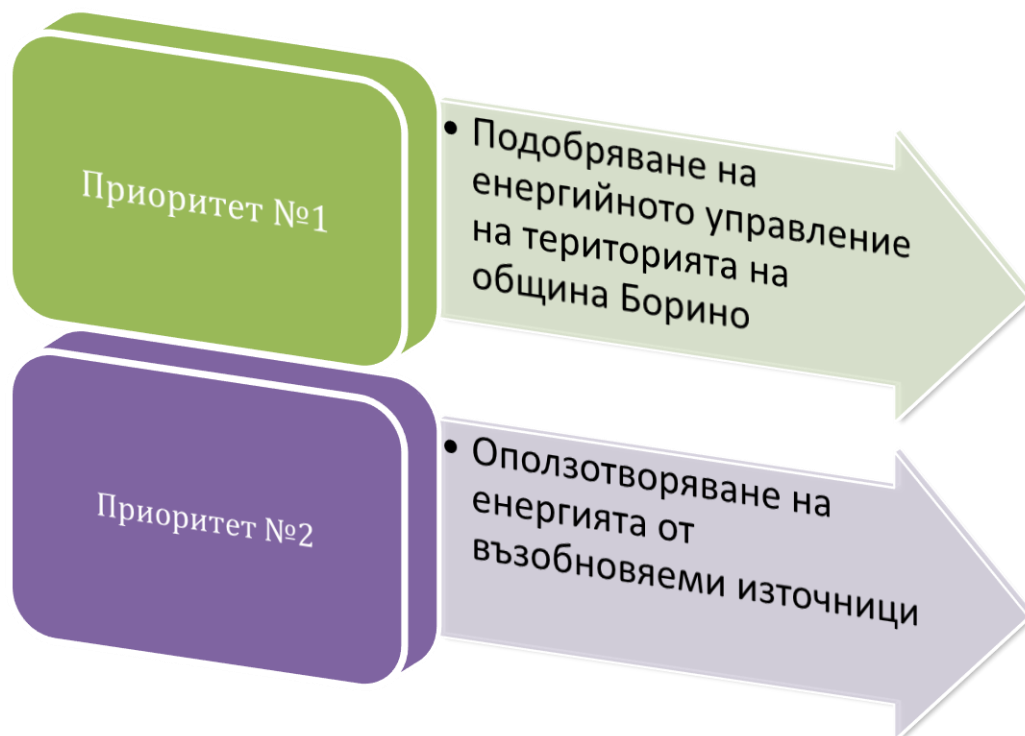 Приоритет №1
• Подобряване на
енергийното управление
на територията на
община Борино
Приоритет №2
• Оползотворяване на
енергията от
възобновяеми източници